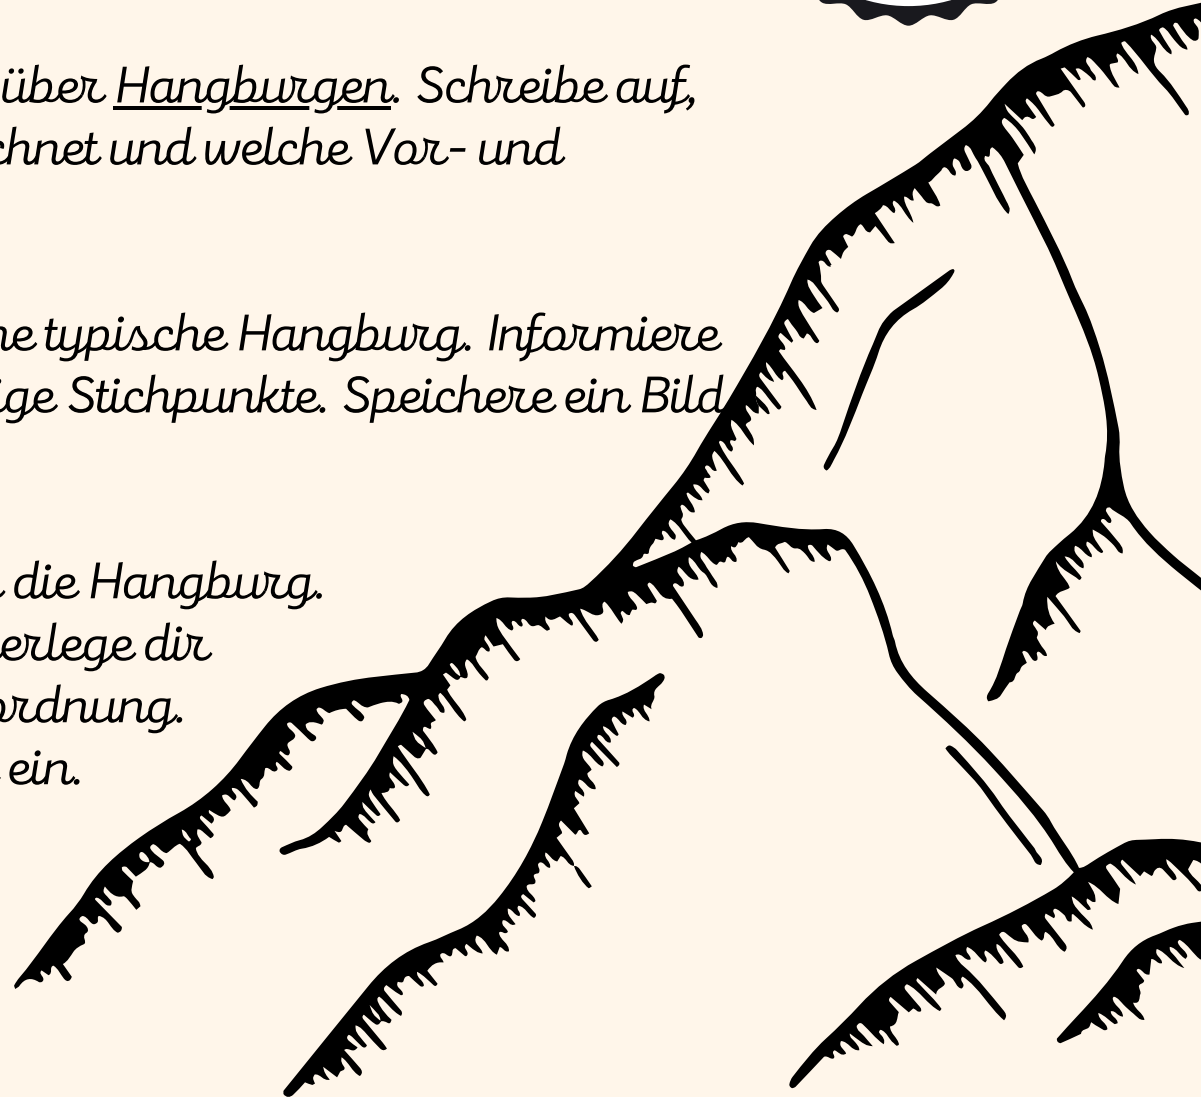 über Hangburgen. Schreibe auf,
chnet und welche Vor- und
ne typische Hangburg. Informiere
ige Stichpunkte. Speichere ein Bild
die Hangburg.
erlege dir
ordnung.
ein.